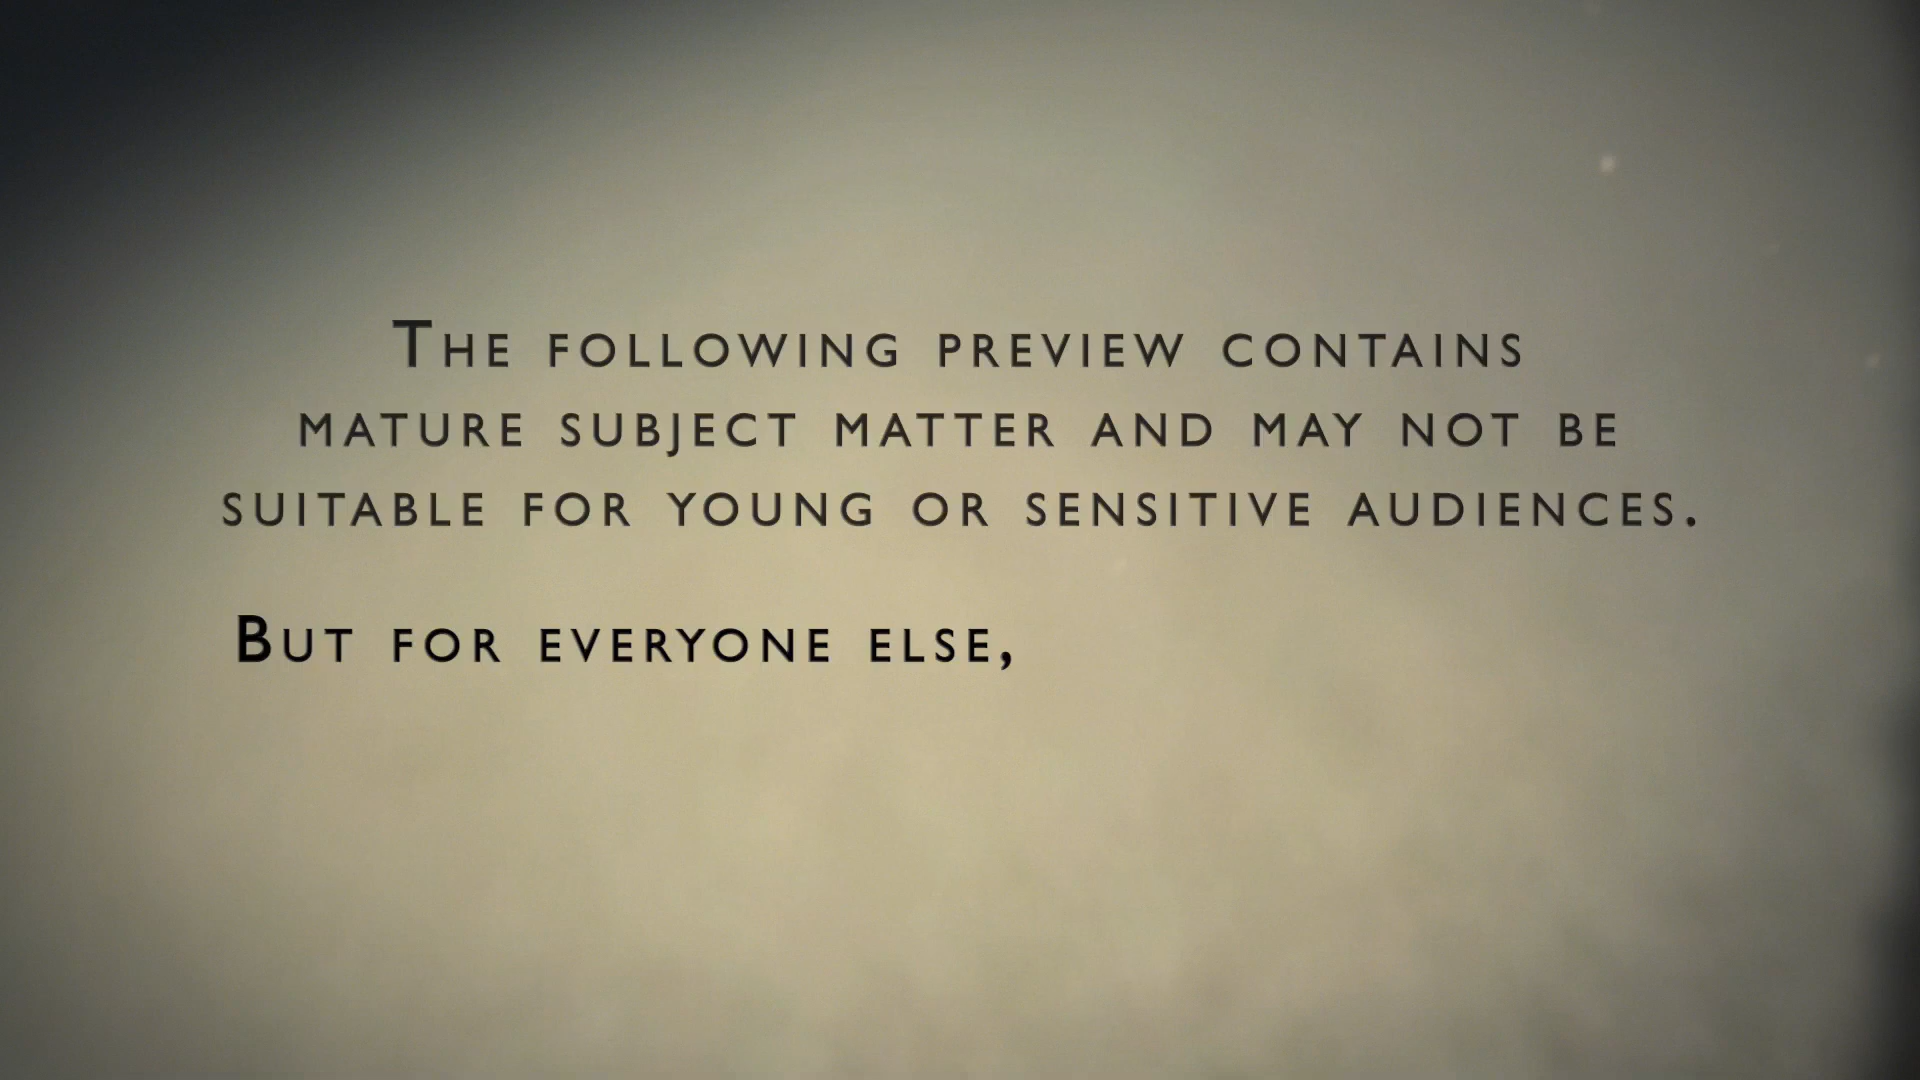 The following preview contains
mature subject matter and may not be
suitable for young or sensitive audiences.
But for everyone else,